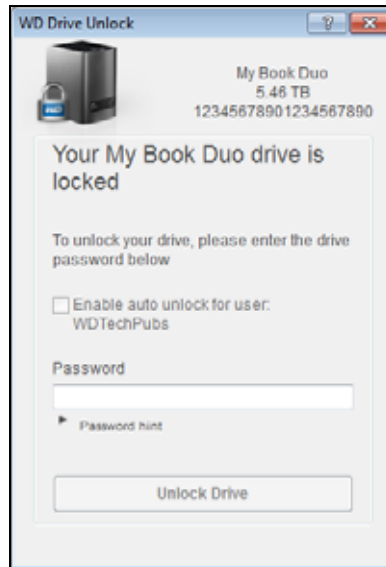 WD Drive Unlock
My Book Duo
5.46 TB
12345678901234567890
WD
Your My Book Duo drive is
locked
To unlock your drive, please enter the drive
password below
Enable auto unlock for user:
WDTechPubs
Password
Password hint
Unlock Drive